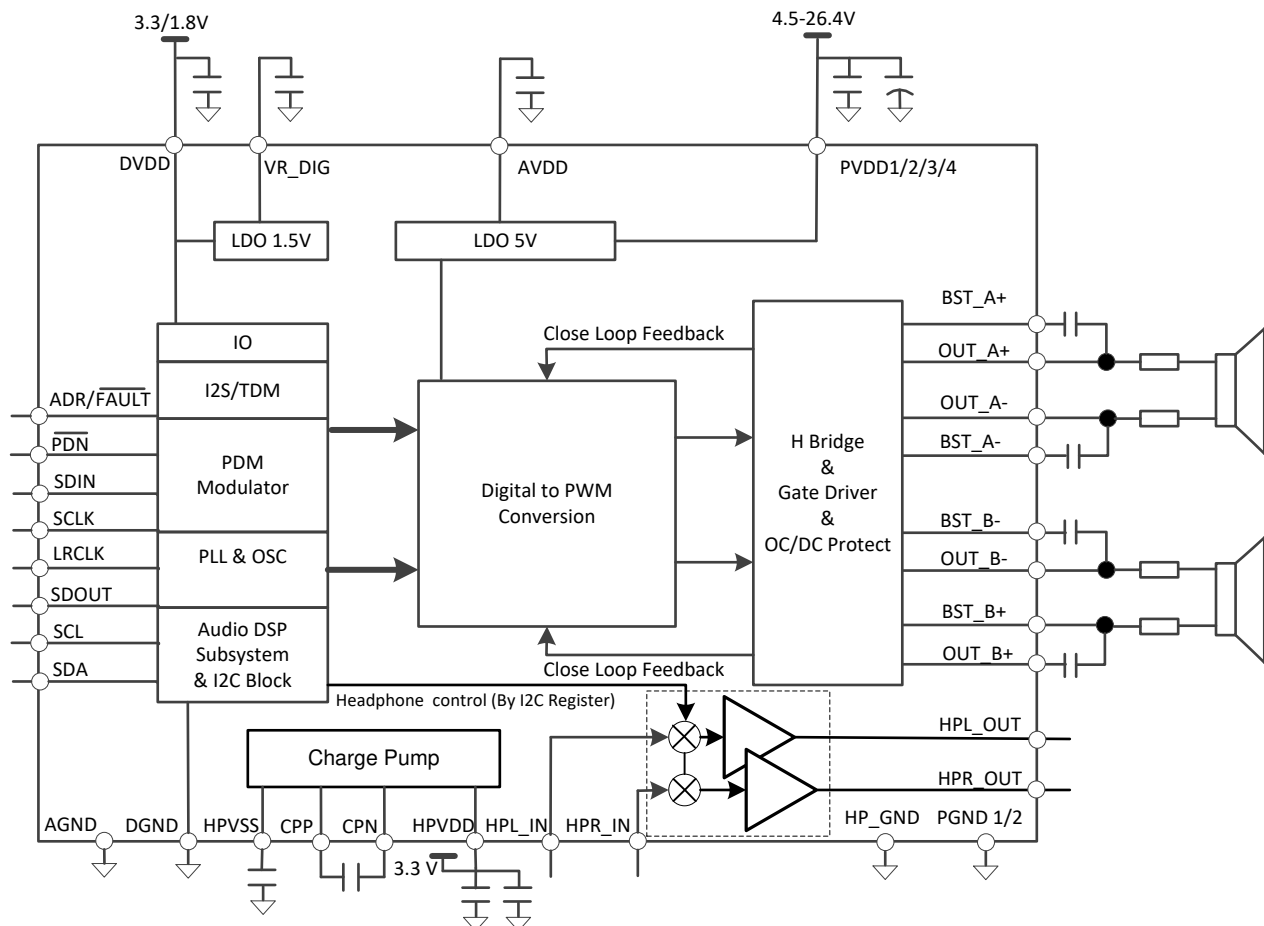 3.3/1.8V
4.5-26.4V
DVDD
VR_DIG
AVDD
PVDD1/2/3/4
LDO 1.5V
LDO 5V
BST_A+
IO
Close Loop Feedback
OUT_A+
I2S/TDM
ADR/FAULT
OUT_A-
PDN
BST_A-
PDM
Modulator
H Bridge
&
Gate Driver
&
OC/DC Protect
SDIN
Digital to PWM
Conversion
SCLK
BST_B-
LRCLK
PLL & OSC
OUT_B-
SDOUT
BST_B+
SCL
Audio DSP
Subsystem
& I2C Block
OUT_B+
SDA
Close Loop Feedback
Headphone control (By I2C Register)
HPL_OUT
Charge Pump
HPR_OUT
AGND
DGND
HPVSS
CPP
CPN
HPVDD
HPL_IN
HPR_IN
HP_GND
PGND 1/2
3.3 V